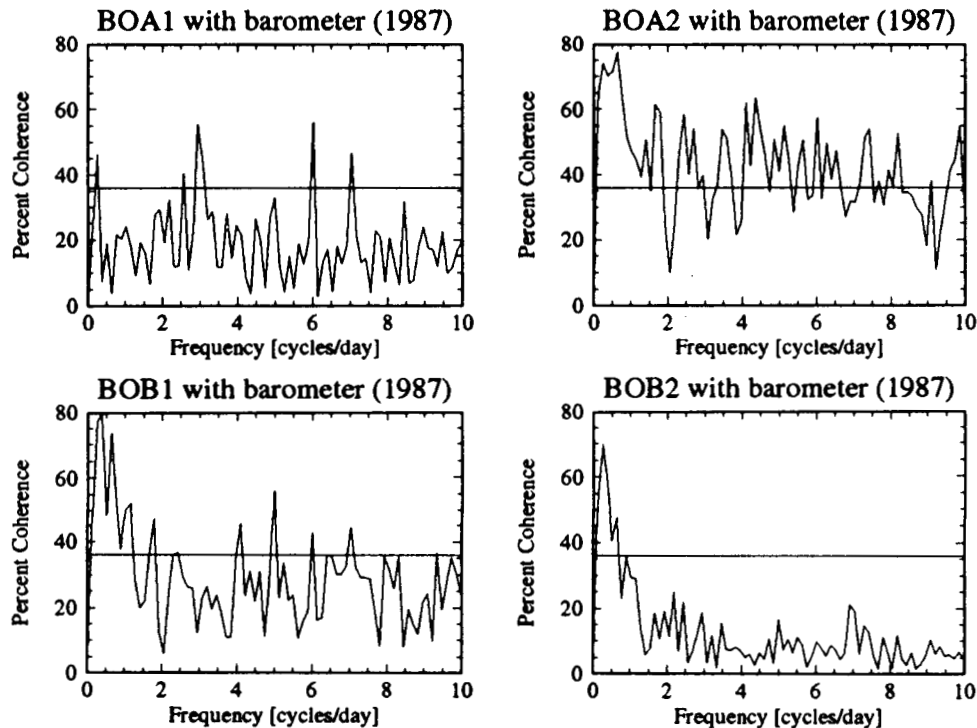 BOA1 with barometer (1987)
80
60
40
20
0
Percent Coherence
0 2 4 6 8 10
Frequency [cycles/day]
BOA2 with barometer (1987)
80
60
40
20
0
Percent Coherence
0 2 4 6 8 10
Frequency [cycles/day]
BOB1 with barometer (1987)
80
60
40
20
0
Percent Coherence
0 2 4 6 8 10
Frequency [cycles/day]
BOB2 with barometer (1987)
80
60
40
20
0
Percent Coherence
0 2 4 6 8 10
Frequency [cycles/day]